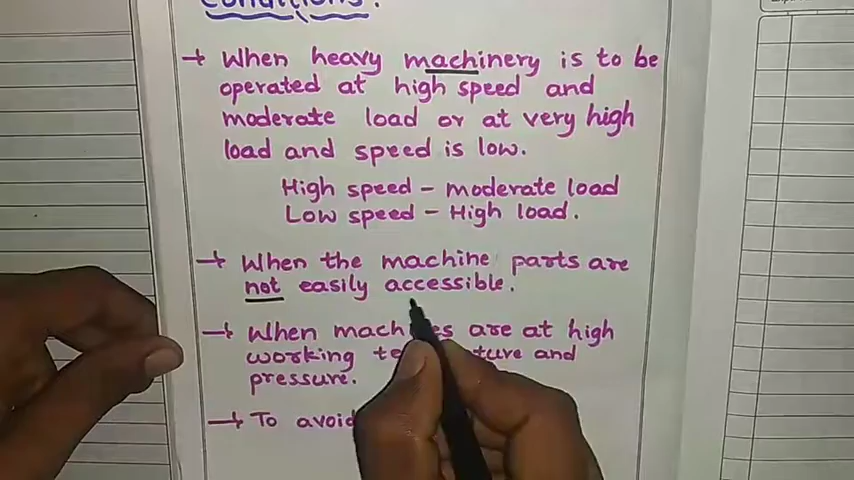 conditions:
→ When heavy machinery is to be
operated at high speed and
moderate load or at very high
load and speed is low.
High speed - moderate load
Low speed - High load.
→ When the machine parts are
not easily accessible.
→ When machines are at high
working and
pressure.
→ To avoid